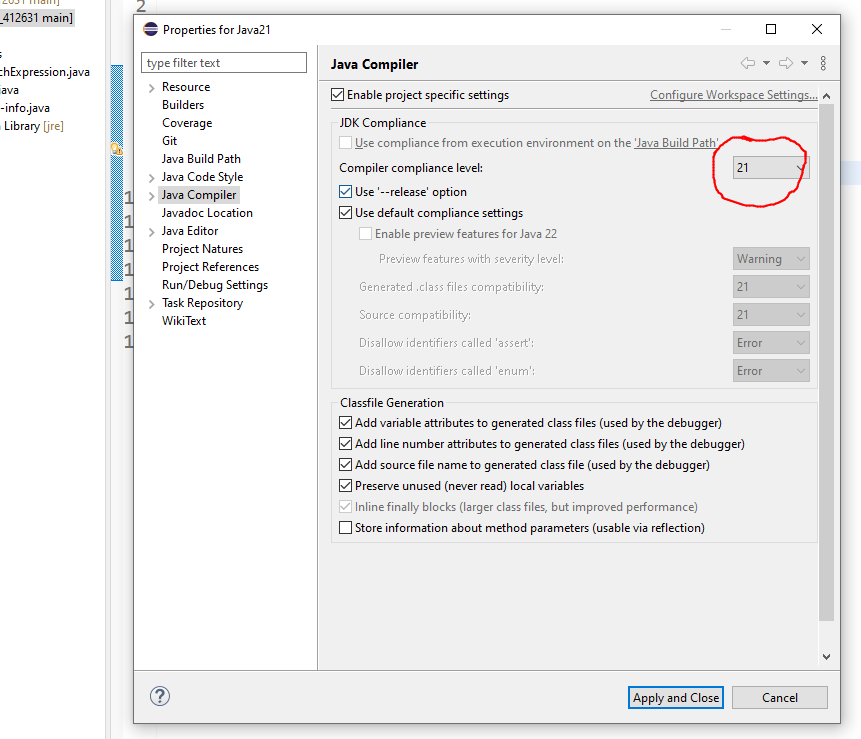 _412631 main]
2
Properties for Java21
type filter text
Java Compiler
Resource
Builders
Coverage
Git
Java Build Path
Java Code Style
Java Compiler
Javadoc Location
Java Editor
Project Natures
Project References
Run/Debug Settings
Task Repository
WikiText
Enable project specific settings
Configure Workspace Settings...
JDK Compliance
Use compliance from execution environment on the 'Java Build Path'
Compiler compliance level:
21
Use '--release' option
Use default compliance settings
Enable preview features for Java 22
Preview features with severity level:
Warning
Generated .class files compatibility:
21
Source compatibility:
21
Disallow identifiers called 'assert':
Error
Disallow identifiers called 'enum':
Error
Classfile Generation
Add variable attributes to generated class files (used by the debugger)
Add line number attributes to generated class files (used by the debugger)
Add source file name to generated class file (used by the debugger)
Preserve unused (never read) local variables
Inline finally blocks (larger class files, but improved performance)
Store information about method parameters (usable via reflection)
Apply and Close
Cancel
s
chExpression.java
ava
-info.java
Library [jre]
1
1
1
1
1
1
1